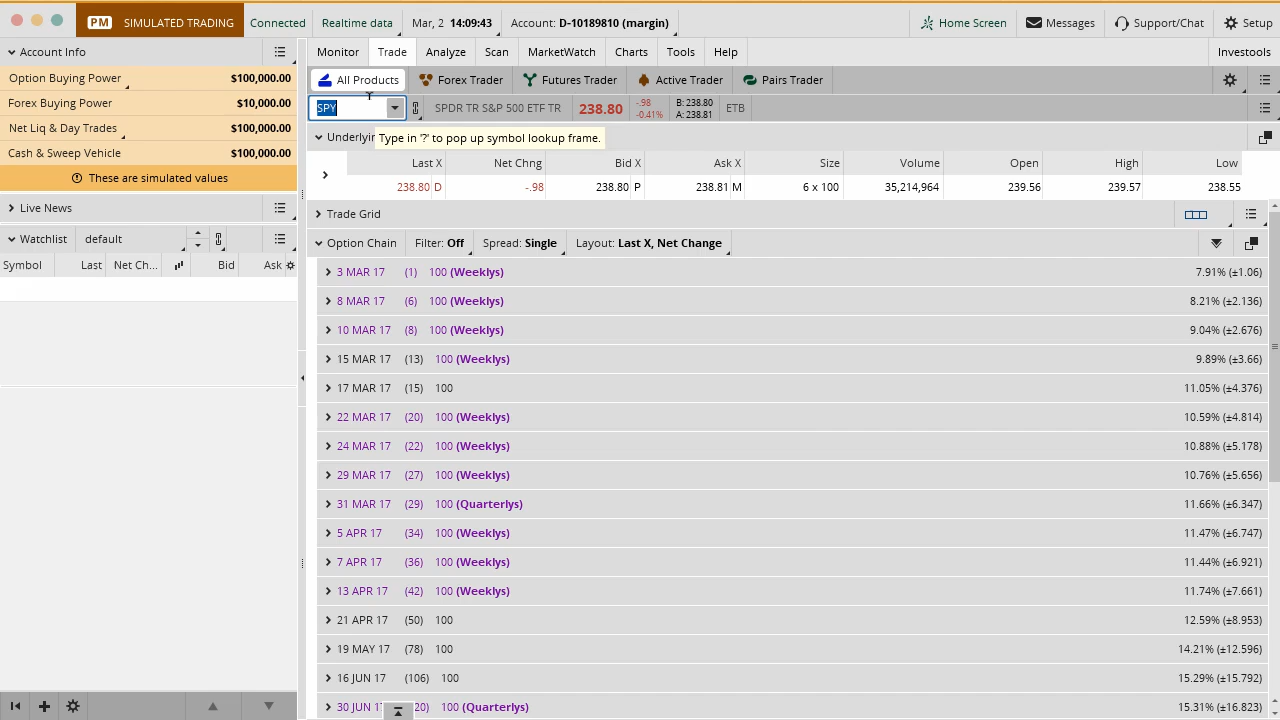 PM SIMULATED TRADING Connected Realtime data Mar, 2 14:09:43 Account: D-10189810 (margin) Home Screen Messages Support/Chat Setup
Account Info
Option Buying Power $100,000.00
Forex Buying Power $10,000.00
Net Liq & Day Trades $100,000.00
Cash & Sweep Vehicle $100,000.00
These are simulated values
Live News
Watchlist default
Symbol Last Net Ch... Bid Ask
Monitor Trade Analyze Scan MarketWatch Charts Tools Help Investools
All Products Forex Trader Futures Trader Active Trader Pairs Trader
SPY SPDR TR S&P 500 ETF TR 238.80 -.98 -0.41% B: 238.80 A: 238.81 ETB
Type in '?' to pop up symbol lookup frame.
Last X Net Chng Bid X Ask X Size Volume Open High Low
238.80 D -.98 238.80 P 238.81 M 6 x 100 35,214,964 239.56 239.57 238.55
Trade Grid
Option Chain Filter: Off Spread: Single Layout: Last X, Net Change
3 MAR 17 (1) 100 (Weeklys) 7.91% (±1.06)
8 MAR 17 (6) 100 (Weeklys) 8.21% (±2.136)
10 MAR 17 (8) 100 (Weeklys) 9.04% (±2.676)
15 MAR 17 (13) 100 (Weeklys) 9.89% (±3.66)
17 MAR 17 (15) 100 11.05% (±4.376)
22 MAR 17 (20) 100 (Weeklys) 10.59% (±4.814)
24 MAR 17 (22) 100 (Weeklys) 10.88% (±5.178)
29 MAR 17 (27) 100 (Weeklys) 10.76% (±5.656)
31 MAR 17 (29) 100 (Quarterlys) 11.66% (±6.347)
5 APR 17 (34) 100 (Weeklys) 11.47% (±6.747)
7 APR 17 (36) 100 (Weeklys) 11.44% (±6.921)
13 APR 17 (42) 100 (Weeklys) 11.74% (±7.661)
21 APR 17 (50) 100 12.59% (±8.953)
19 MAY 17 (78) 100 14.21% (±12.596)
16 JUN 17 (106) 100 15.29% (±15.792)
30 JUN 20) 100 (Quarterlys) 15.31% (±16.823)